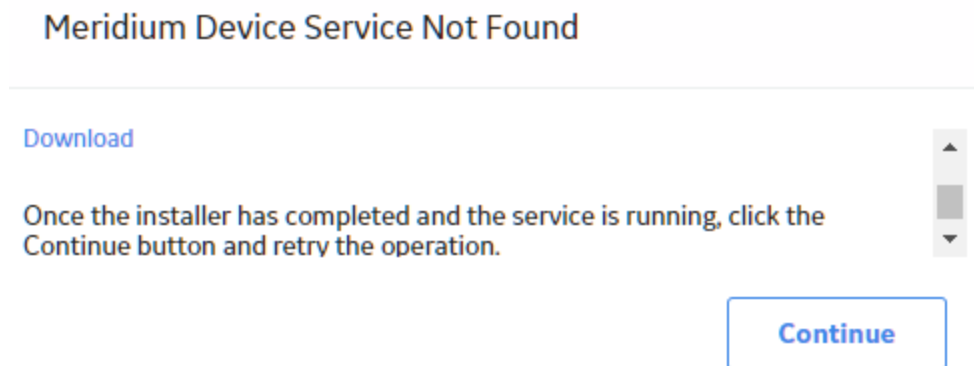 Meridium Device Service Not Found
Download
Once the installer has completed and the service is running, click the
Continue button and retry the operation.
Continue